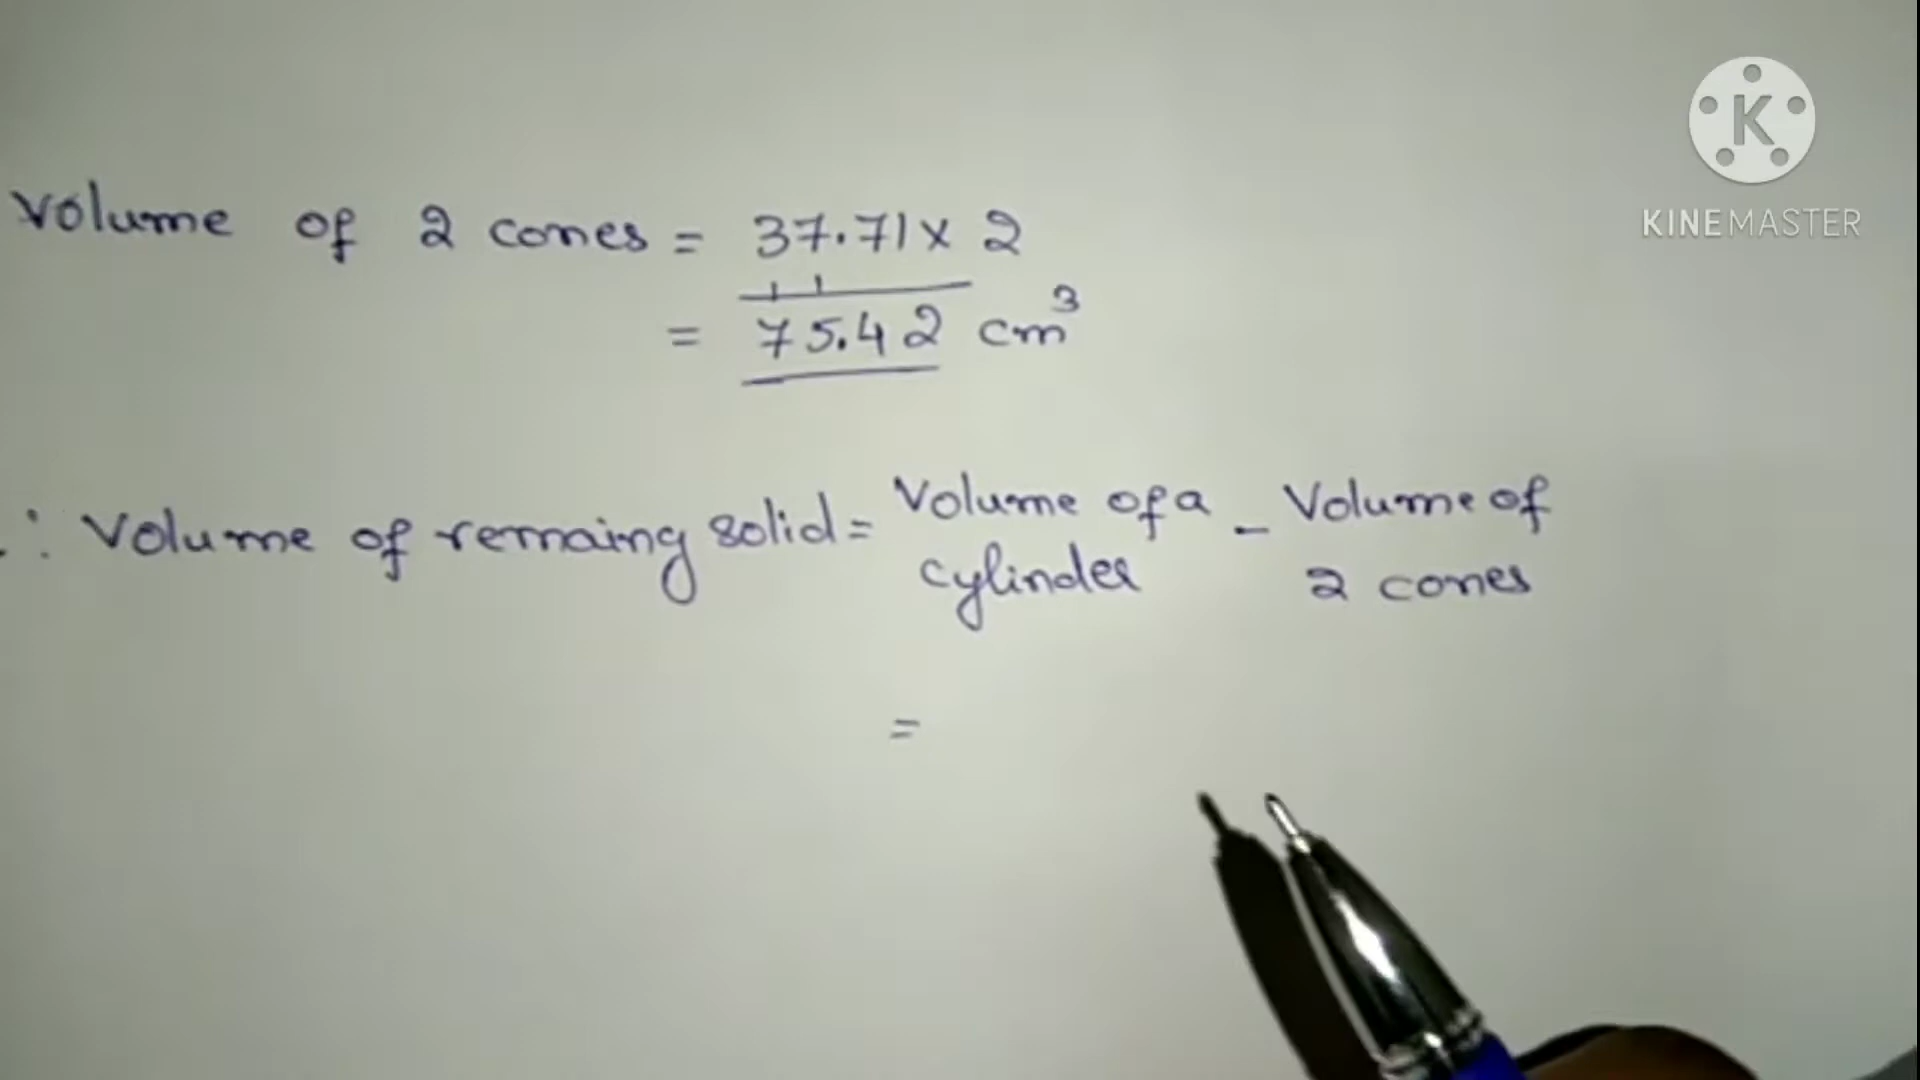 K
KINEMASTER
Volume of 2 cones = 37.71 x 2
= 75.42 cm³
∴ Volume of remaing solid = Volume of a cylinder - Volume of 2 cones
=